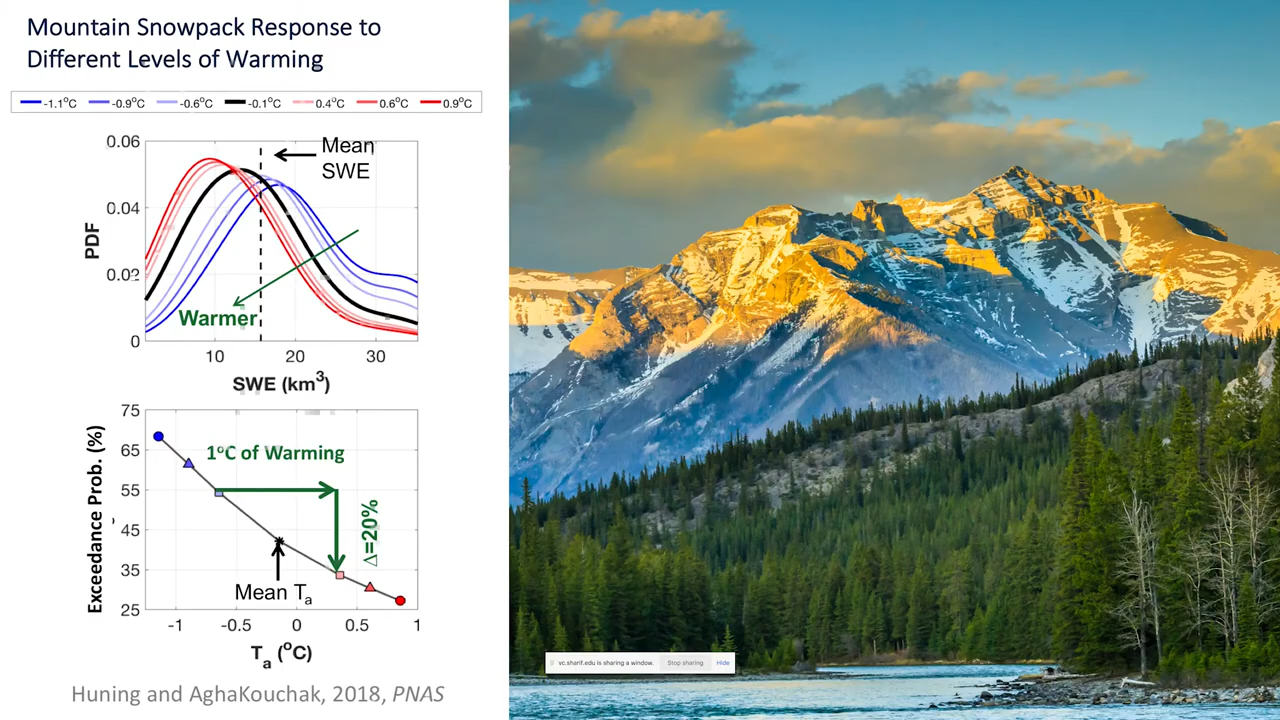 Mountain Snowpack Response to
Different Levels of Warming
-1.1°C -0.9°C -0.6°C -0.1°C 0.4°C 0.6°C 0.9°C
Mean
SWE
0.06
0.04
0.02
0
PDF
Warmer
10 20 30
SWE (km³)
75
65
55
45
35
25
Exceedance Prob. (%)
1°C of Warming
Δ=20%
Mean Ta
-1 -0.5 0 0.5 1
Ta (°C)
Huning and AghaKouchak, 2018, PNAS
vc.sharif.edu is sharing a window. Stop sharing Hide